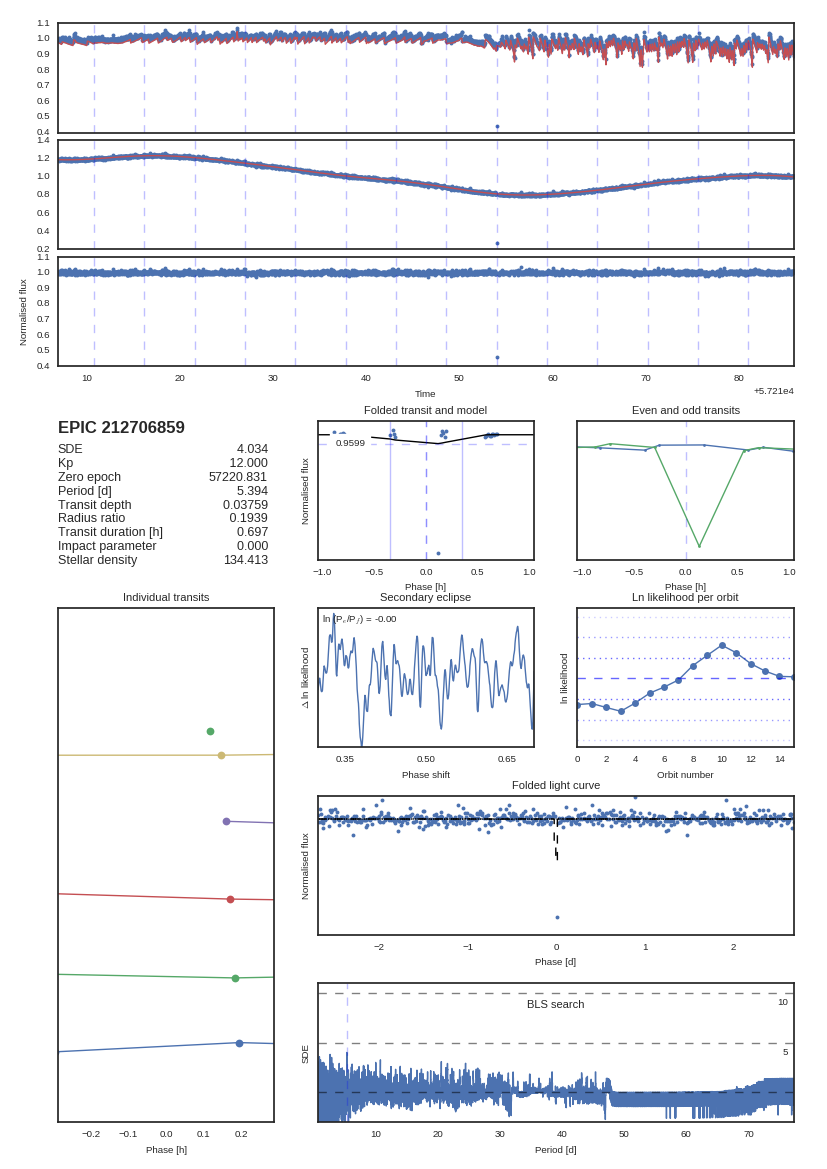 1.1
1.0
0.9
0.8
0.7
0.6
0.5
0.4
1.4
1.2
1.0
0.8
0.6
0.4
0.2
1.1
1.0
0.9
0.8
0.7
0.6
0.5
0.4
Normalised flux
10 20 30 40 50 60 70 80
Time
+5.721e4
EPIC 212706859
SDE 4.034
Kp 12.000
Zero epoch 57220.831
Period [d] 5.394
Transit depth 0.03759
Radius ratio 0.1939
Transit duration [h] 0.697
Impact parameter 0.000
Stellar density 134.413
Folded transit and model
Normalised flux
0.9599
−1.0 −0.5 0.0 0.5 1.0
Phase [h]
Even and odd transits
−1.0 −0.5 0.0 0.5 1.0
Phase [h]
Individual transits
−0.2 −0.1 0.0 0.1 0.2
Phase [h]
Secondary eclipse
Δ ln likelihood
ln (Pₑ/P𝒻) = -0.00
0.35 0.50 0.65
Phase shift
Ln likelihood per orbit
ln likelihood
0 2 4 6 8 10 12 14
Orbit number
Folded light curve
Normalised flux
−2 −1 0 1 2
Phase [d]
BLS search
SDE
10
5
10 20 30 40 50 60 70
Period [d]